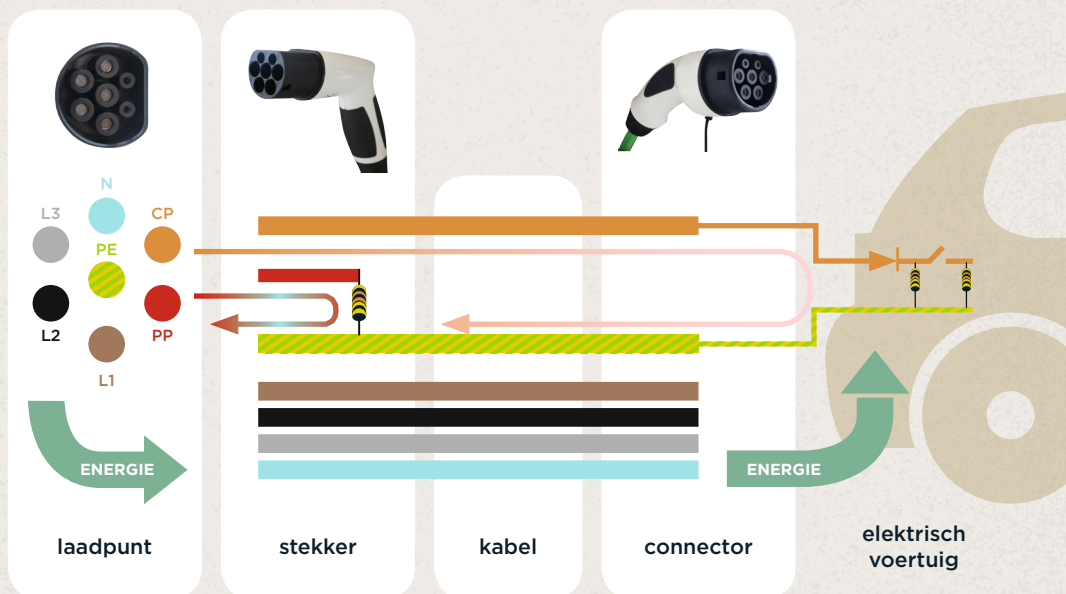 N
L3
CP
PE
L2
PP
L1
ENERGIE
ENERGIE
laadpunt
stekker
kabel
connector
elektrisch
voertuig